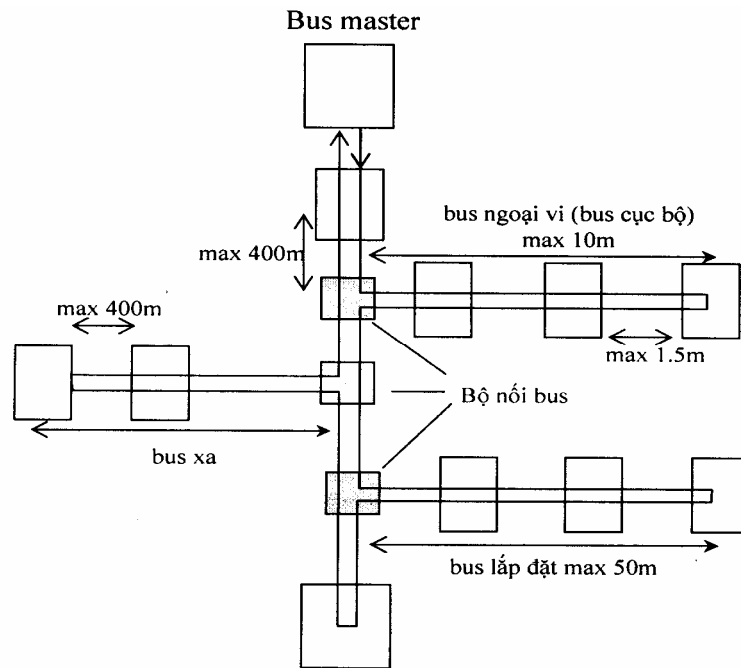 Bus master
bus ngoại vi (bus cục bộ)
max 10m
max 400m
max 400m
max 1.5m
Bộ nối bus
bus xa
bus lắp đặt max 50m